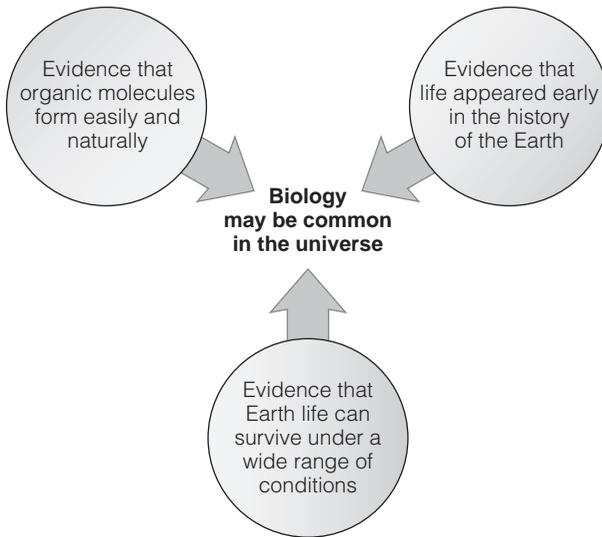 Evidence that
organic molecules
form easily and
naturally
Evidence that
life appeared early
in the history
of the Earth
Biology
may be common
in the universe
Evidence that
Earth life can
survive under a
wide range of
conditions